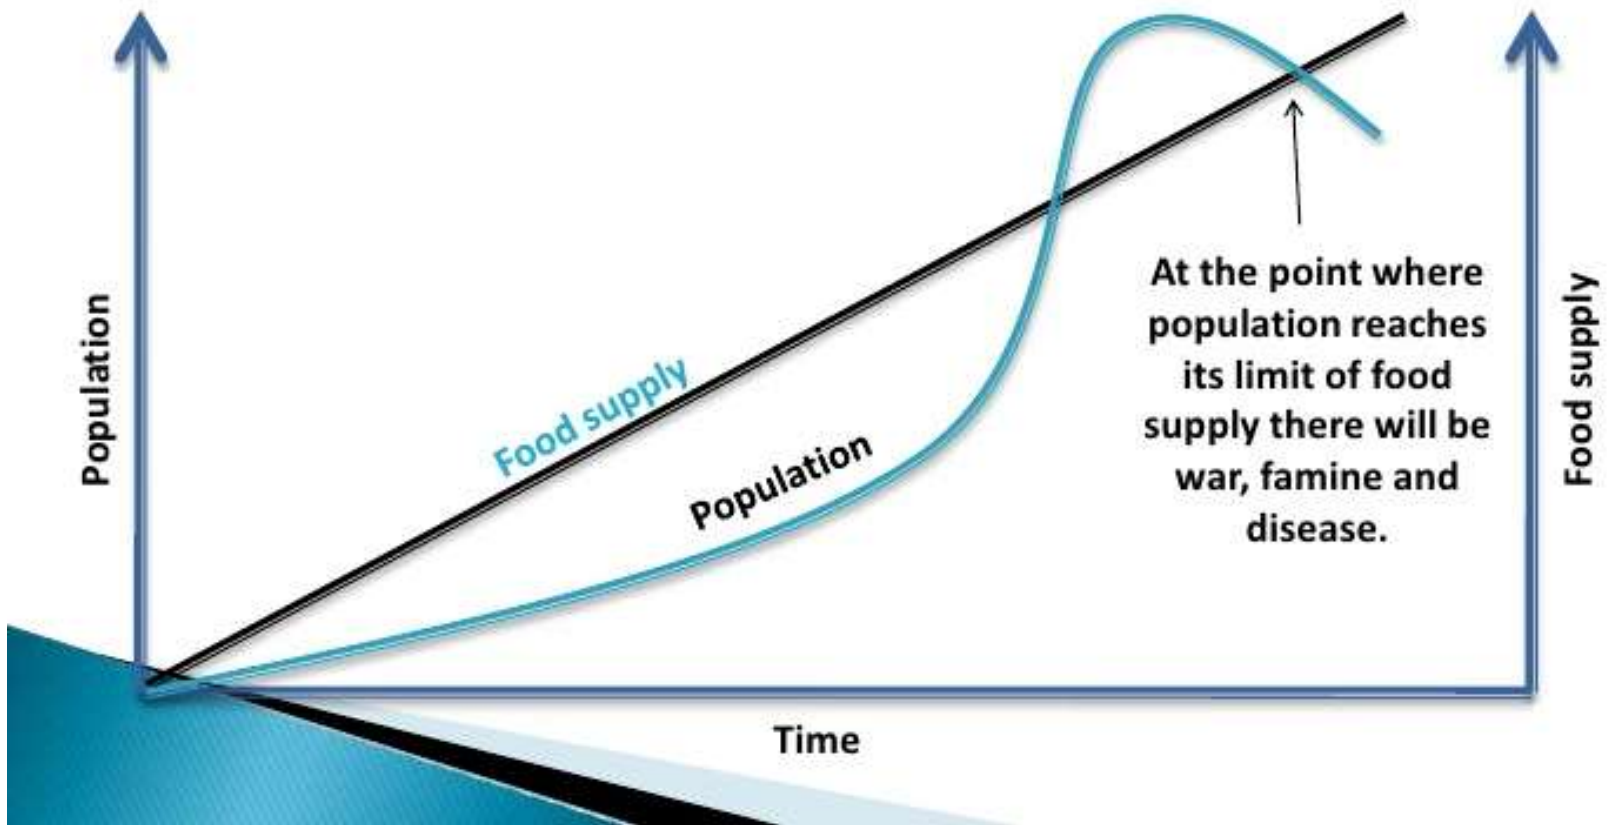 Population
Food supply
Population
At the point where
population reaches
its limit of food
supply there will be
war, famine and
disease.
Food supply
Time